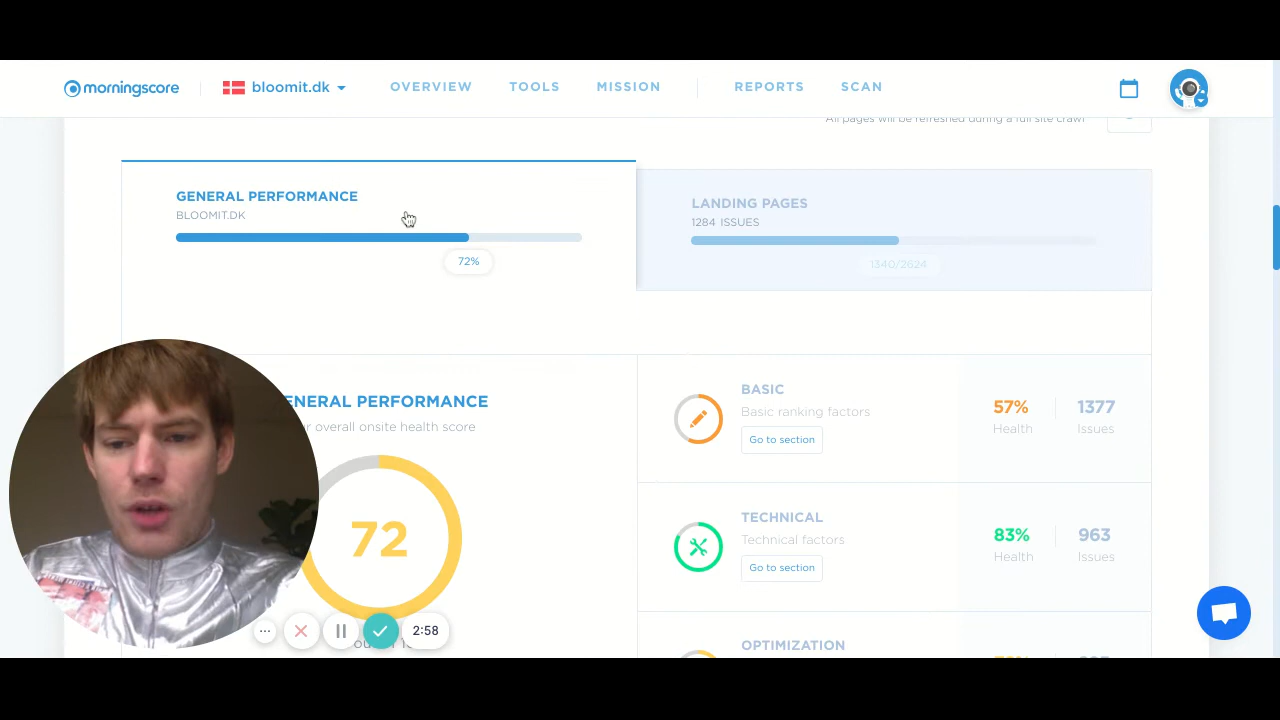 morningscore
bloomit.dk
OVERVIEW
TOOLS
MISSION
REPORTS
SCAN
All pages will be refreshed during a full site crawl
GENERAL PERFORMANCE
BLOOMIT.DK
72%
LANDING PAGES
1284 ISSUES
1340/2624
ENERAL PERFORMANCE
r overall onsite health score
72
BASIC
Basic ranking factors
Go to section
57%
Health
1377
Issues
TECHNICAL
Technical factors
Go to section
83%
Health
963
Issues
OPTIMIZATION
2:58